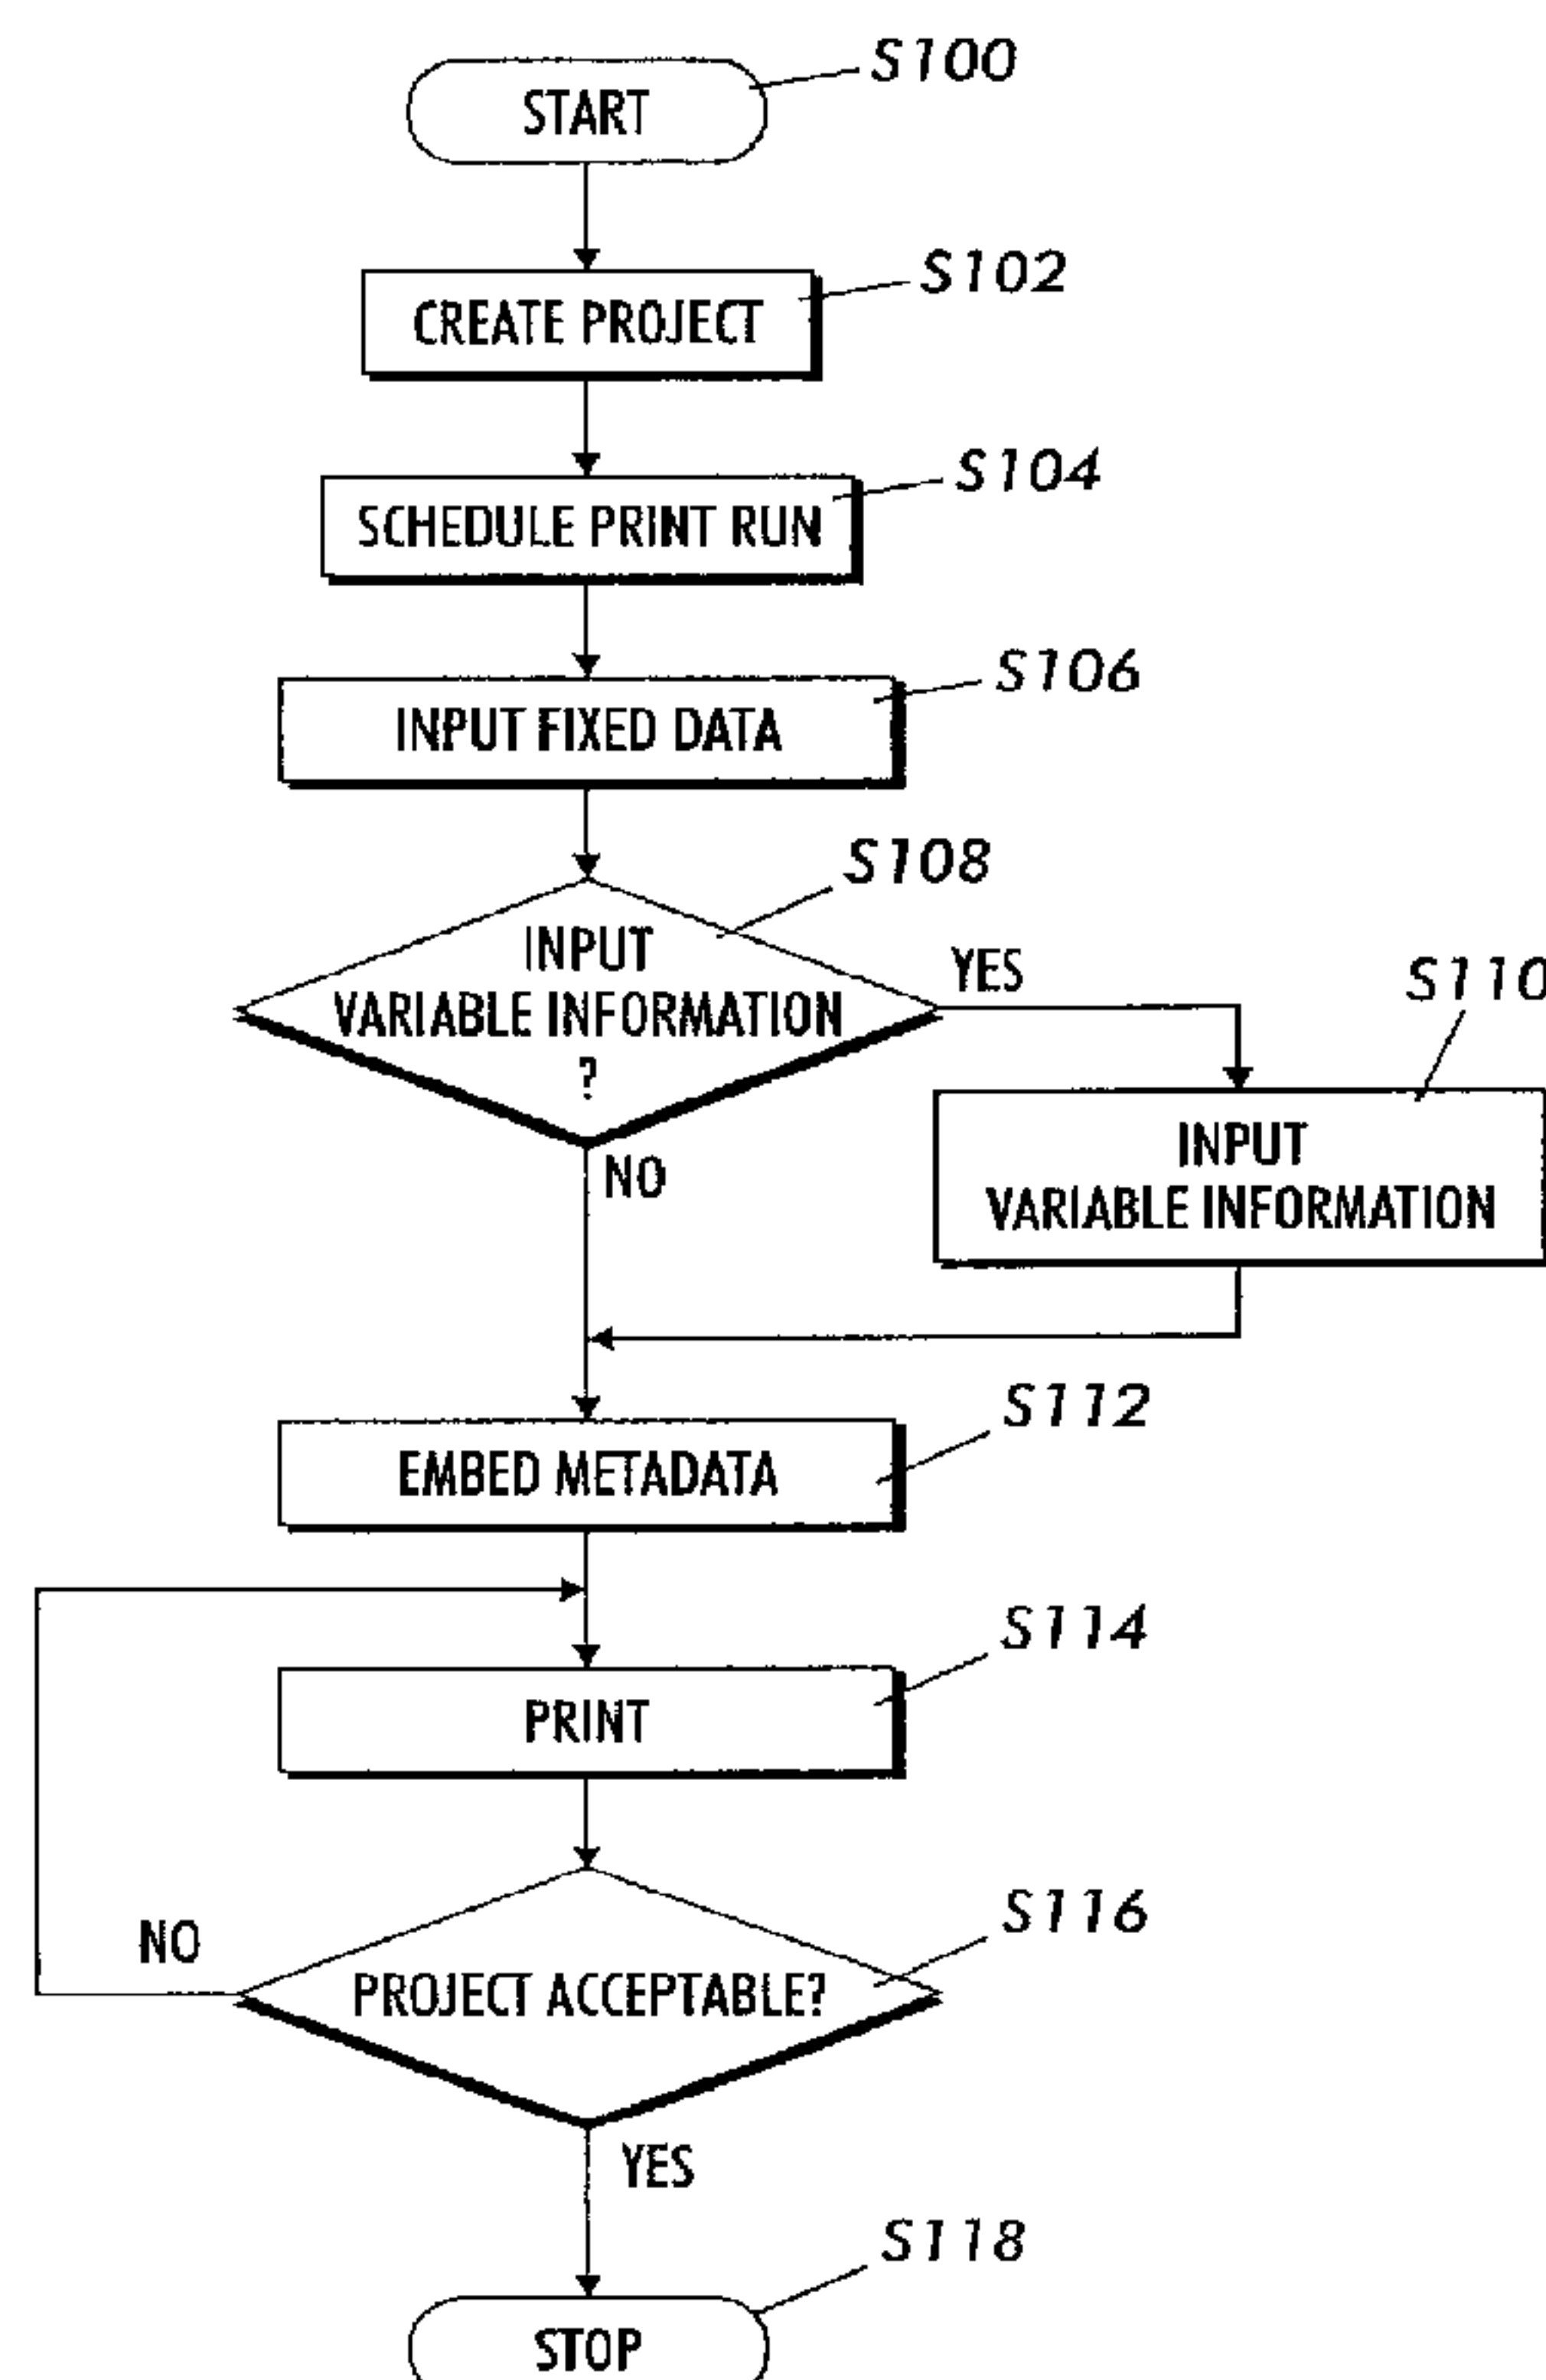 S100
START
S102
CREATE PROJECT
S104
SCHEDULE PRINT RUN
S106
INPUT FIXED DATA
S108
INPUT
VARIABLE INFORMATION
?
YES
S110
INPUT
VARIABLE INFORMATION
NO
S112
EMBED METADATA
S114
PRINT
S116
PROJECT ACCEPTABLE?
NO
YES
S118
STOP